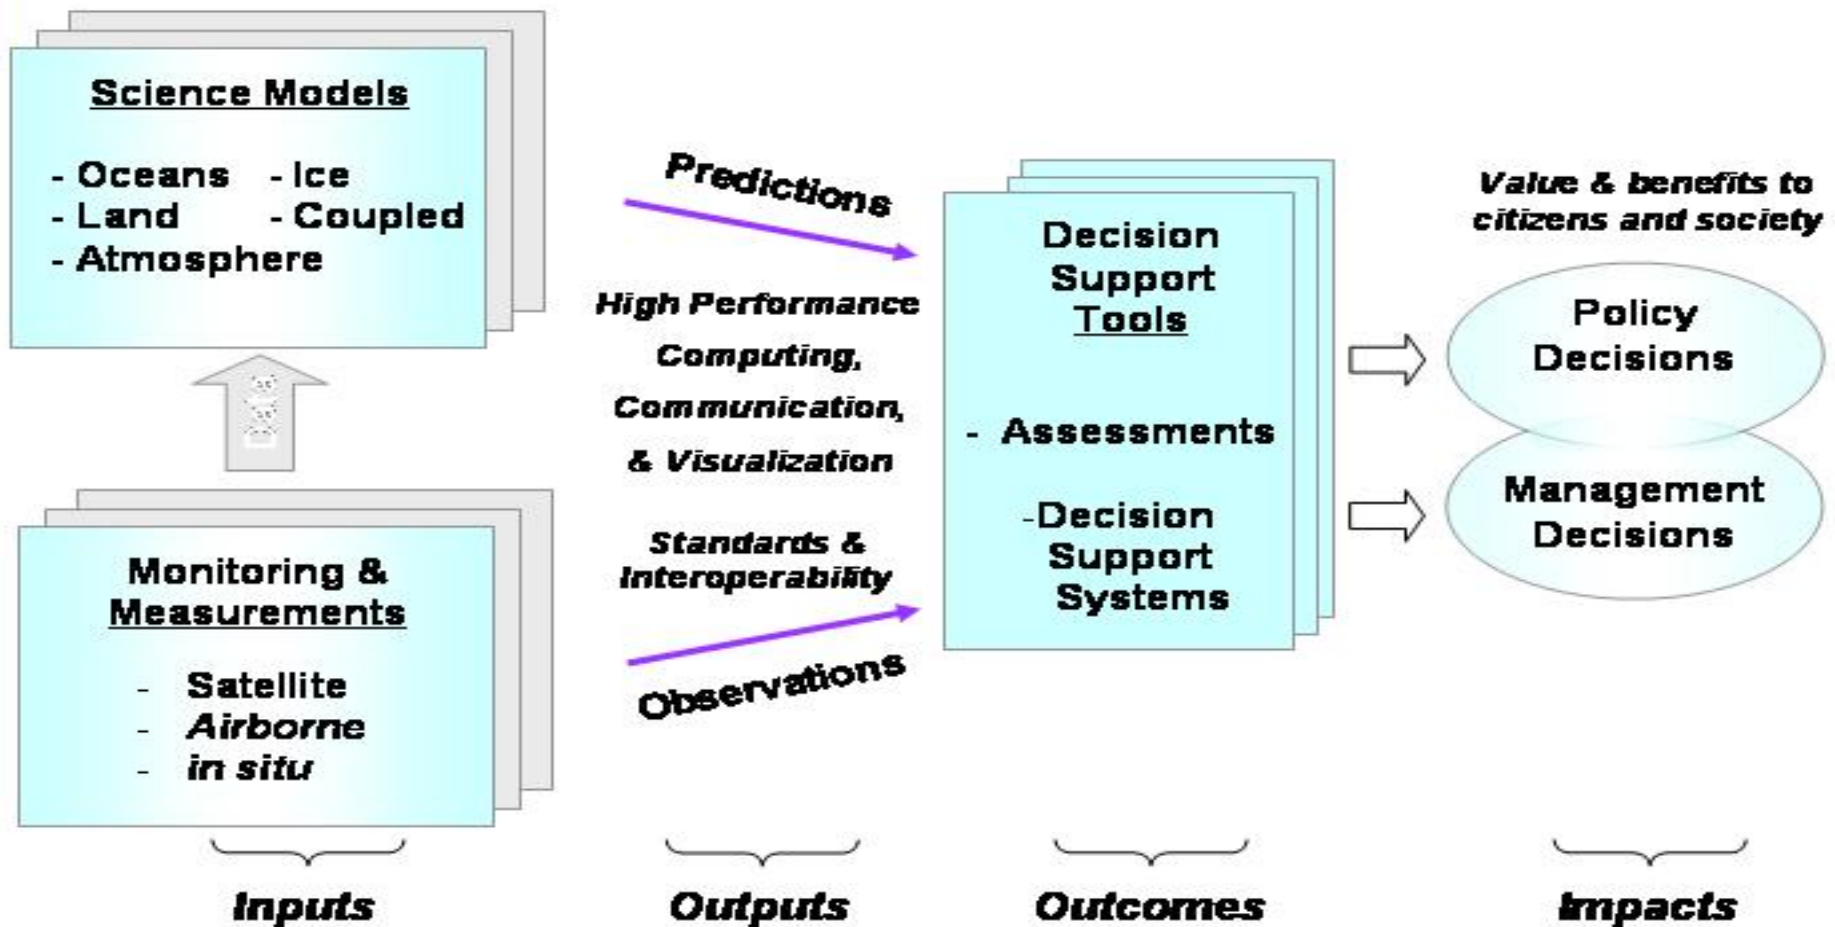 Science Models
- Oceans - Ice
- Land - Coupled
- Atmosphere
Data
Monitoring &
Measurements
- Satellite
- Airborne
- in situ
Predictions
High Performance
Computing,
Communication,
& Visualization
Standards &
Interoperability
Observations
Decision
Support
Tools
- Assessments
-Decision
Support
Systems
Value & benefits to
citizens and society
Policy
Decisions
Management
Decisions
Inputs
Outputs
Outcomes
Impacts